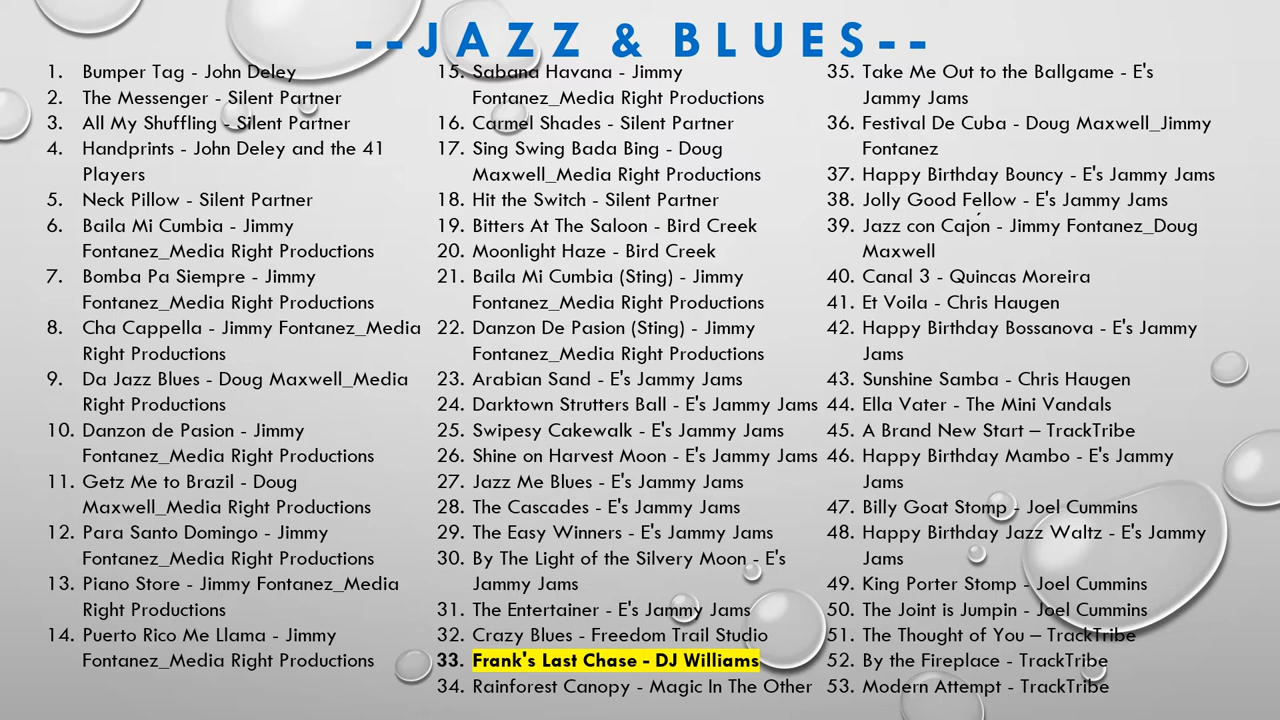 --JAZZ & BLUES--
1. Bumper Tag - John Deley
2. The Messenger - Silent Partner
3. All My Shuffling - Silent Partner
4. Handprints - John Deley and the 41
Players
5. Neck Pillow - Silent Partner
6. Baila Mi Cumbia - Jimmy
Fontanez_Media Right Productions
7. Bomba Pa Siempre - Jimmy
Fontanez_Media Right Productions
8. Cha Cappella - Jimmy Fontanez_Media
Right Productions
9. Da Jazz Blues - Doug Maxwell_Media
Right Productions
10. Danzon de Pasion - Jimmy
Fontanez_Media Right Productions
11. Getz Me to Brazil - Doug
Maxwell_Media Right Productions
12. Para Santo Domingo - Jimmy
Fontanez_Media Right Productions
13. Piano Store - Jimmy Fontanez_Media
Right Productions
14. Puerto Rico Me Llama - Jimmy
Fontanez_Media Right Productions
15. Sabana Havana - Jimmy
Fontanez_Media Right Productions
16. Carmel Shades - Silent Partner
17. Sing Swing Bada Bing - Doug
Maxwell_Media Right Productions
18. Hit the Switch - Silent Partner
19. Bitters At The Saloon - Bird Creek
20. Moonlight Haze - Bird Creek
21. Baila Mi Cumbia (Sting) - Jimmy
Fontanez_Media Right Productions
22. Danzon De Pasion (Sting) - Jimmy
Fontanez_Media Right Productions
23. Arabian Sand - E's Jammy Jams
24. Darktown Strutters Ball - E's Jammy Jams
25. Swipesy Cakewalk - E's Jammy Jams
26. Shine on Harvest Moon - E's Jammy Jams
27. Jazz Me Blues - E's Jammy Jams
28. The Cascades - E's Jammy Jams
29. The Easy Winners - E's Jammy Jams
30. By The Light of the Silvery Moon - E's
Jammy Jams
31. The Entertainer - E's Jammy Jams
32. Crazy Blues - Freedom Trail Studio
33. Frank's Last Chase - DJ Williams
34. Rainforest Canopy - Magic In The Other
35. Take Me Out to the Ballgame - E's
Jammy Jams
36. Festival De Cuba - Doug Maxwell_Jimmy
Fontanez
37. Happy Birthday Bouncy - E's Jammy Jams
38. Jolly Good Fellow - E's Jammy Jams
39. Jazz con Cajón - Jimmy Fontanez_Doug
Maxwell
40. Canal 3 - Quincas Moreira
41. Et Voila - Chris Haugen
42. Happy Birthday Bossanova - E's Jammy
Jams
43. Sunshine Samba - Chris Haugen
44. Ella Vater - The Mini Vandals
45. A Brand New Start – TrackTribe
46. Happy Birthday Mambo - E's Jammy
Jams
47. Billy Goat Stomp - Joel Cummins
48. Happy Birthday Jazz Waltz - E's Jammy
Jams
49. King Porter Stomp - Joel Cummins
50. The Joint is Jumpin - Joel Cummins
51. The Thought of You – TrackTribe
52. By the Fireplace - TrackTribe
53. Modern Attempt - TrackTribe